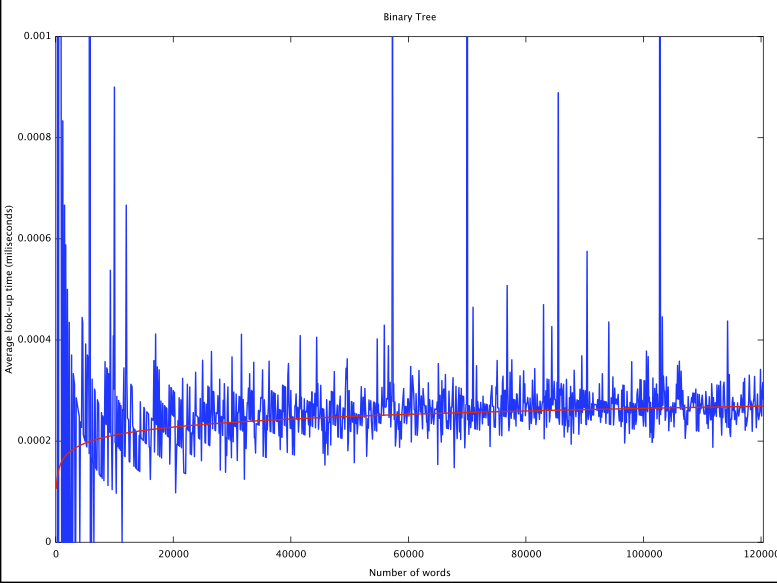 Binary Tree
0.001
0.0008
0.0006
0.0004
0.0002
0
Average look-up time (miliseconds)
0 20000 40000 60000 80000 100000 120000
Number of words